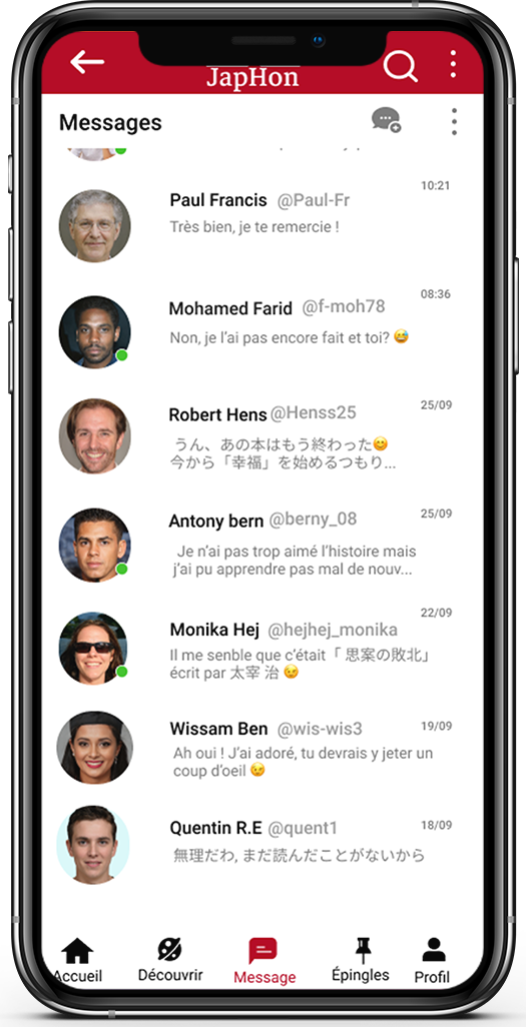 JapHon
Messages
10:21
Paul Francis @Paul-Fr
Très bien, je te remercie !
08:36
Mohamed Farid @f-moh78
Non, je l'ai pas encore fait et toi? 😅
25/09
Robert Hens @Henss25
うん、あの本はもう終わった😊
今から「幸福」を始めるつもり...
25/09
Antony bern @berny_08
Je n'ai pas trop aimé l'histoire mais
j'ai pu apprendre pas mal de nouv...
22/09
Monika Hej @hejhej_monika
Il me senble que c'était「 思案の敗北」
écrit par 太宰 治 😉
19/09
Wissam Ben @wis-wis3
Ah oui ! J'ai adoré, tu devrais y jeter un
coup d'oeil 😉
18/09
Quentin R.E @quent1
無理だわ, まだ読んだことがないから
Accueil Découvrir Message Épingles Profil